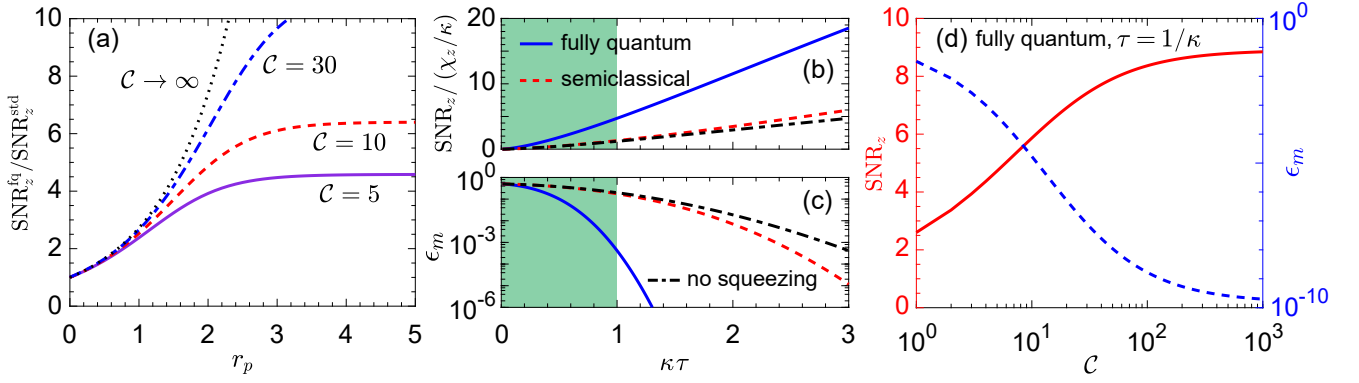 (a)
SNR_z^fq/SNR_z^std
10
8
6
4
2
0
C → ∞
C = 30
C = 10
C = 5
0 1 2 3 4 5
r_p
(b)
SNR_z/(χ_z/κ)
20
15
10
5
0
fully quantum
semiclassical
(c)
ϵ_m
10^0
10^-3
10^-6
no squeezing
0 1 2 3
κτ
(d) fully quantum, τ = 1/κ
SNR_z
10
8
6
4
2
0
10^0
10^-10
ϵ_m
10^0 10^1 10^2 10^3
C